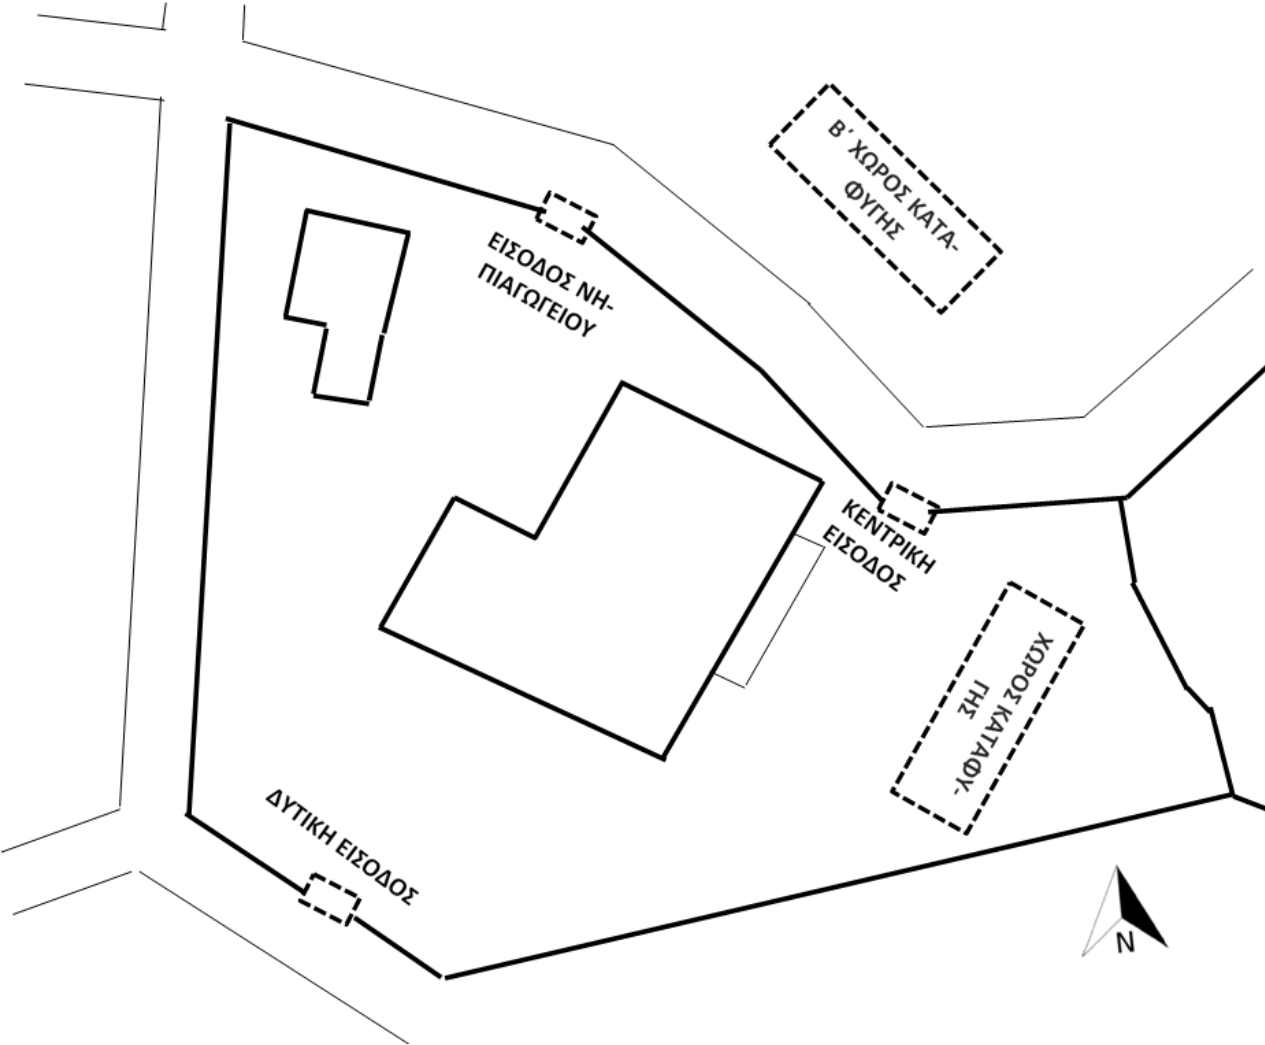 Β΄ ΧΩΡΟΣ ΚΑΤΑ-
ΦΥΓΗΣ
ΕΙΣΟΔΟΣ ΝΗ-
ΠΙΑΓΩΓΕΙΟΥ
ΚΕΝΤΡΙΚΗ
ΕΙΣΟΔΟΣ
ΧΩΡΟΣ ΚΑΤΑΦΥ-
ΓΗΣ
ΔΥΤΙΚΗ ΕΙΣΟΔΟΣ
N